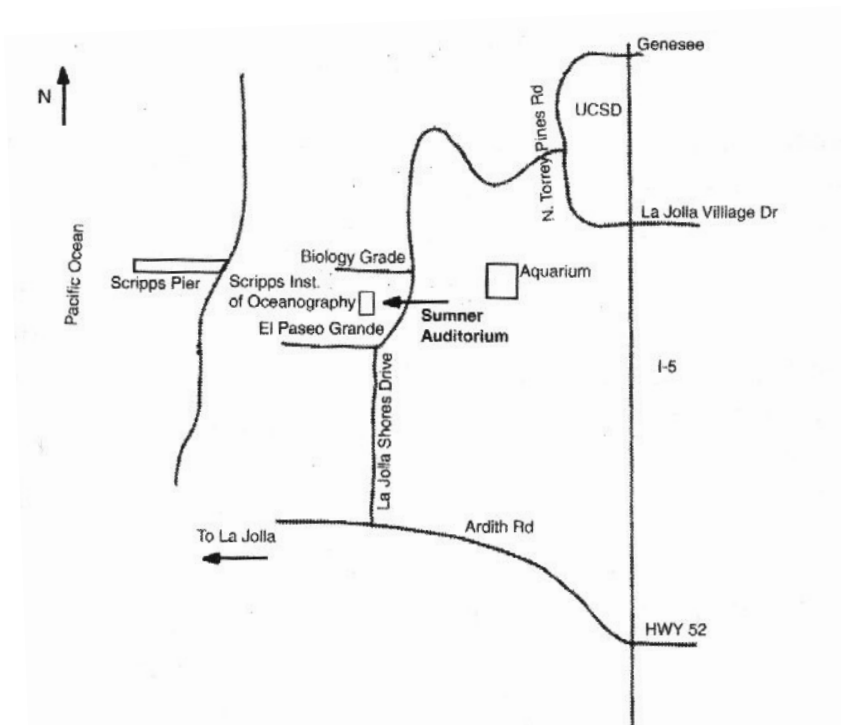 Genesee
N
UCSD
N. Torrey Pines Rd
La Jolla Villiage Dr
Pacific Ocean
Biology Grade
Aquarium
Scripps Pier
Scripps Inst.
of Oceanography
Sumner
Auditorium
El Paseo Grande
I-5
La Jolla Shores Drive
Ardith Rd
To La Jolla
HWY 52